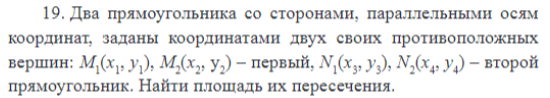 19. Два прямоугольника со сторонами, параллельными осям
координат, заданы координатами двух своих противоположных
вершин: M₁(x₁, y₁), M₂(x₂, y₂) – первый, N₁(x₃, y₃), N₂(x₄, y₄) – второй
прямоугольник. Найти площадь их пересечения.